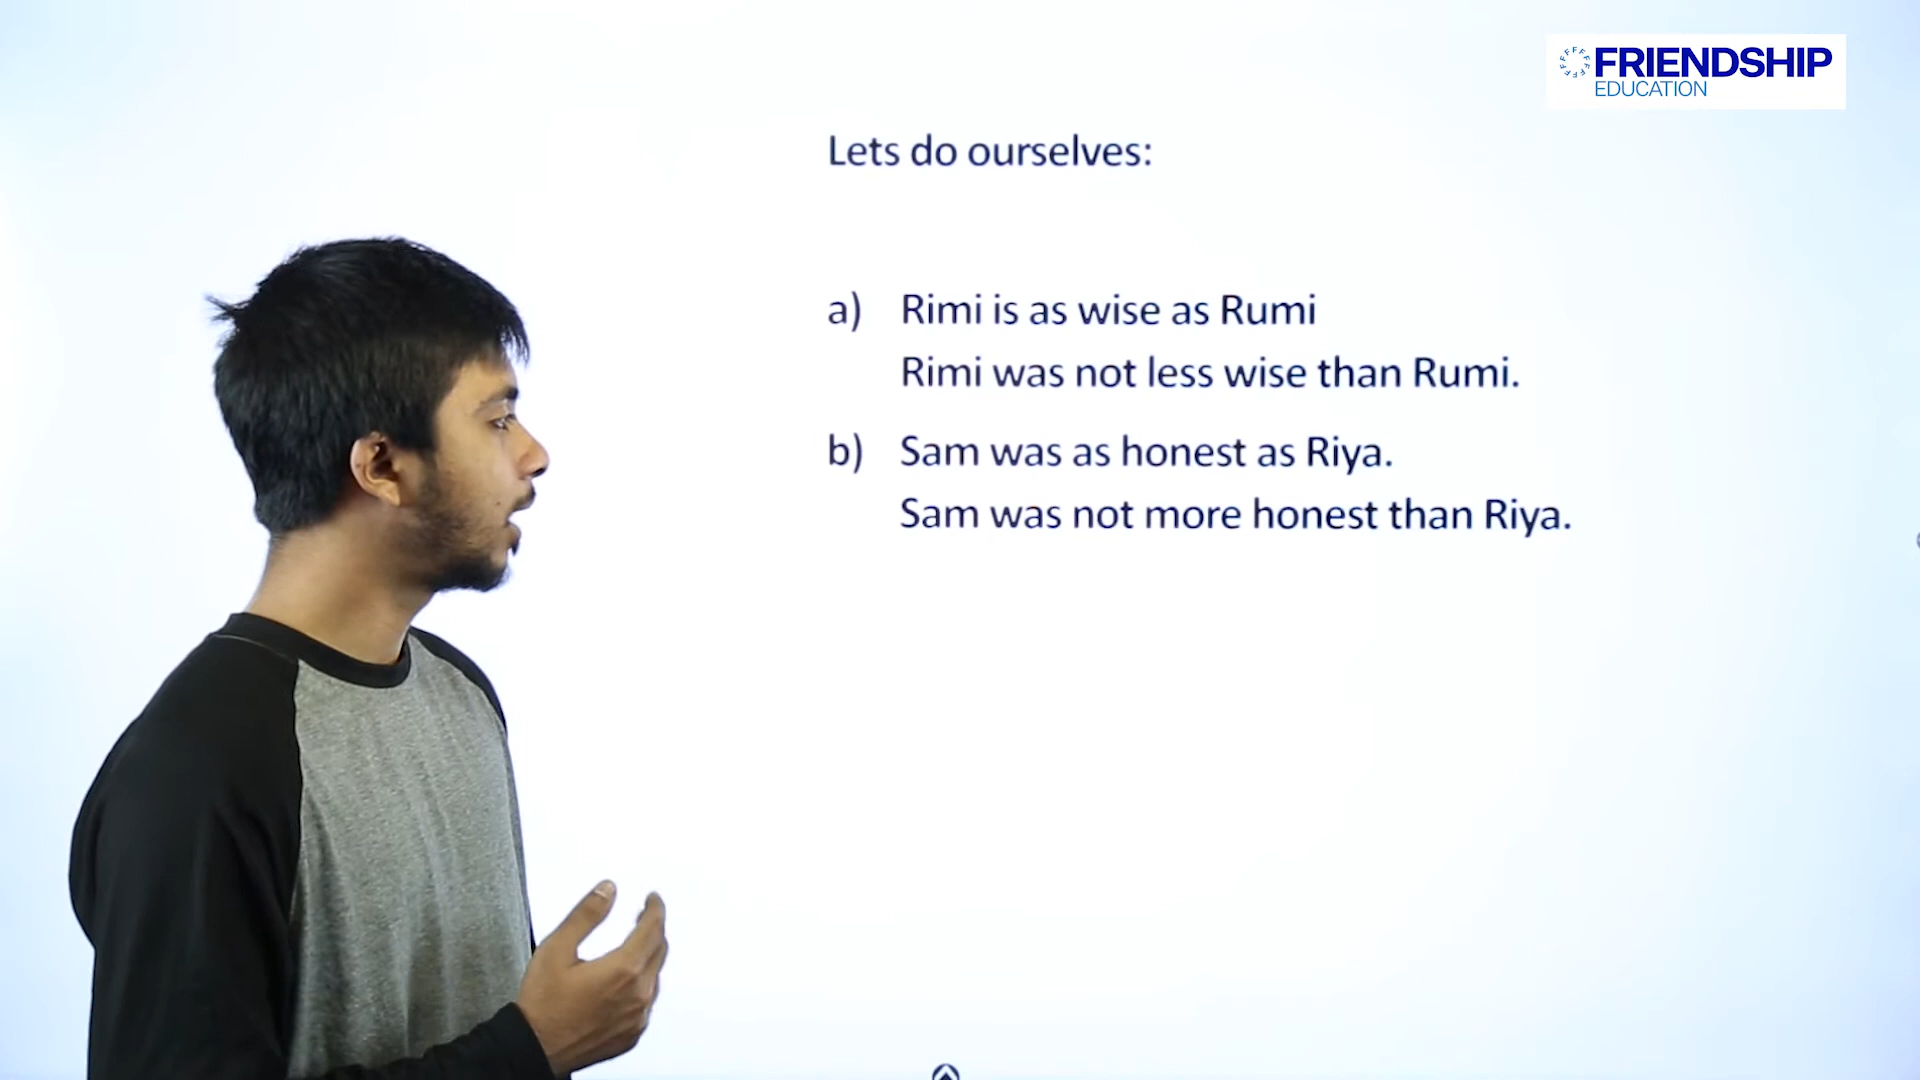 FRIENDSHIP
EDUCATION
Lets do ourselves:
a) Rimi is as wise as Rumi
Rimi was not less wise than Rumi.
b) Sam was as honest as Riya.
Sam was not more honest than Riya.